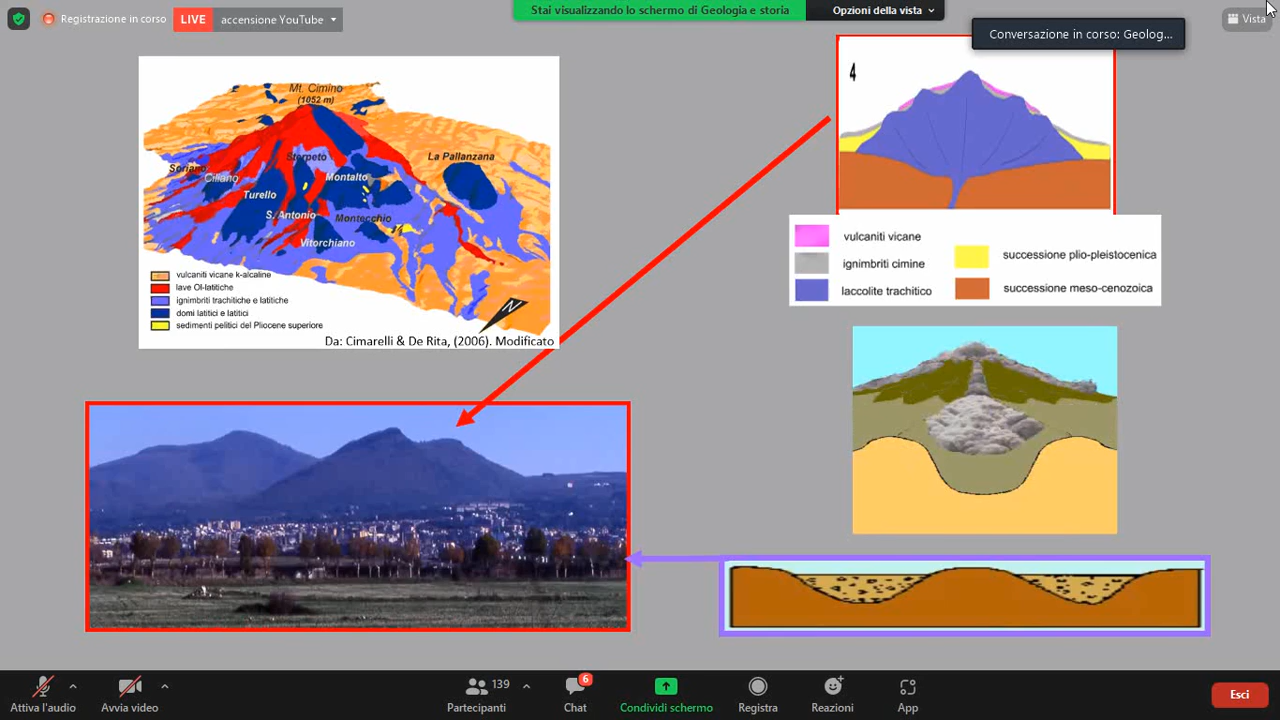 Registrazione in corso
LIVE
accensione YouTube
Stai visualizzando lo schermo di Geologia e storia
Opzioni della vista
Conversazione in corso: Geolog...
Vista
Mt. Cimino
(1052 m)
Sterpeto
La Pallanzana
Soriano
Ciliano
Montalto
Turello
S. Antonio
Montecchio
Vitorchiano
vulcaniti vicane k-alcaline
lave Ol-latitiche
ignimbriti trachitiche e latitiche
domi latitici e latitici
sedimenti pelitici del Pliocene superiore
N
Da: Cimarelli & De Rita, (2006). Modificato
4
vulcaniti vicane
ignimbriti cimine
laccolite trachitico
successione plio-pleistocenica
successione meso-cenozoica
Attiva l'audio
Avvia video
139
Partecipanti
6
Chat
Condividi schermo
Registra
Reazioni
App
Esci